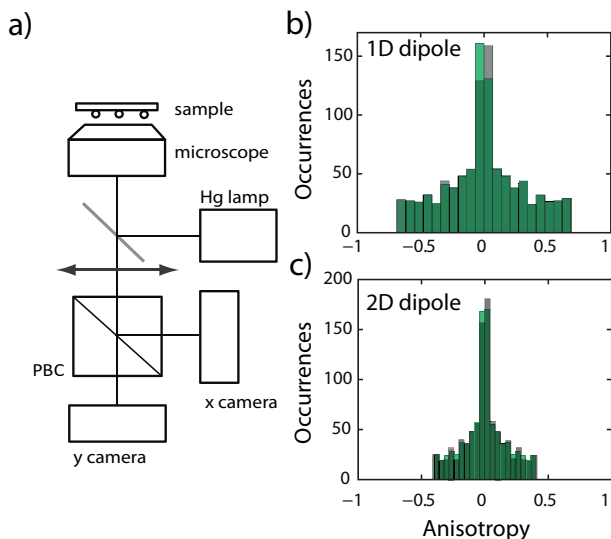 a)
sample
microscope
Hg lamp
PBC
x camera
y camera
b)
1D dipole
Occurrences
150
100
50
0
−1
−0.5
0
0.5
1
c)
2D dipole
Occurrences
200
150
100
50
0
−1
−0.5
0
0.5
1
Anisotropy